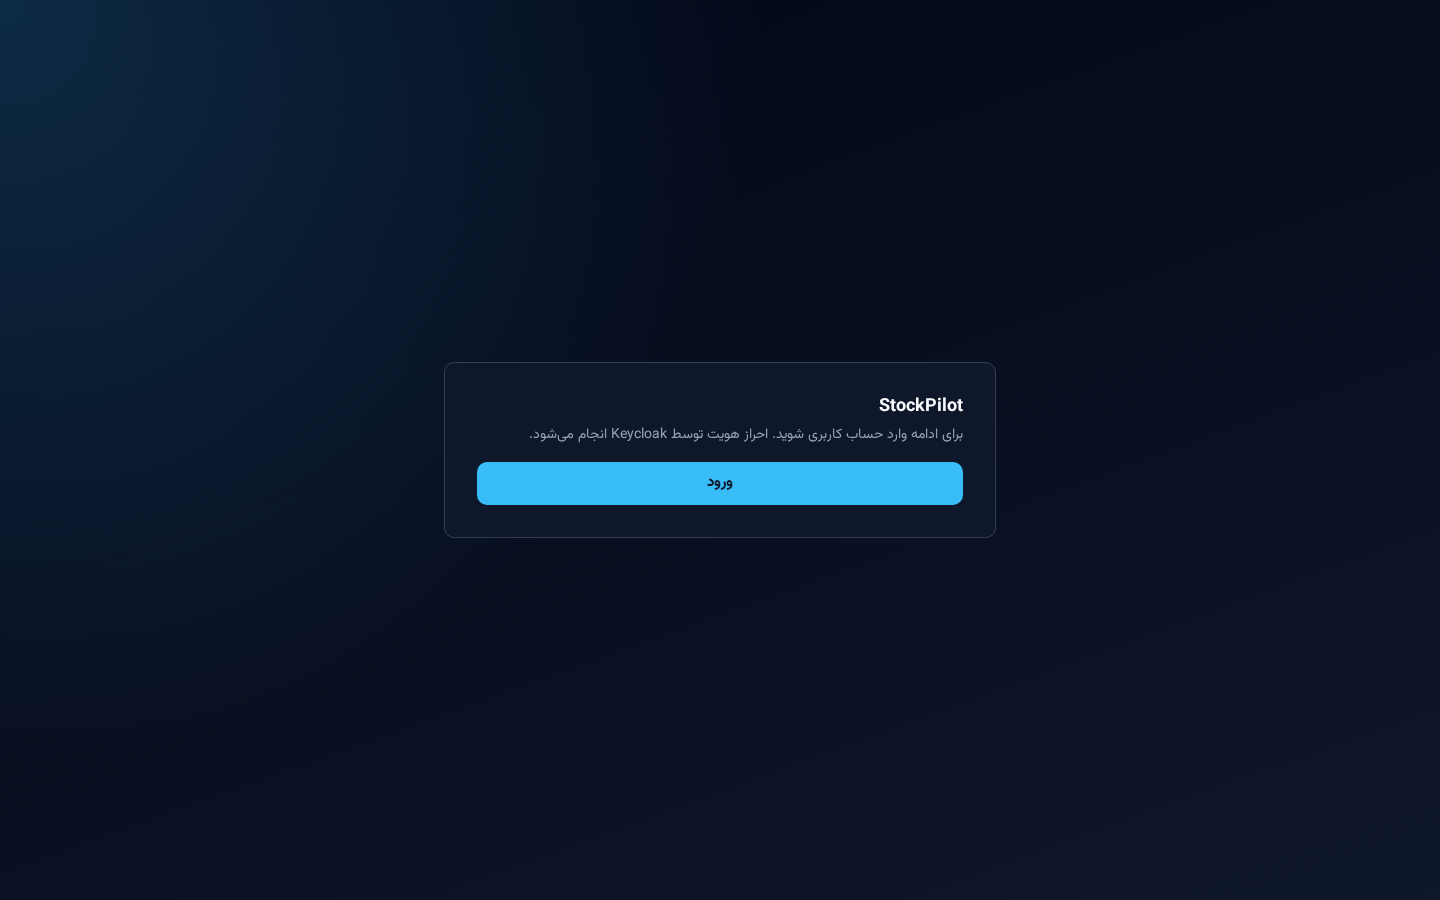 StockPilot
برای ادامه وارد حساب کاربری شوید. احراز هویت توسط Keycloak انجام می‌شود.
ورود